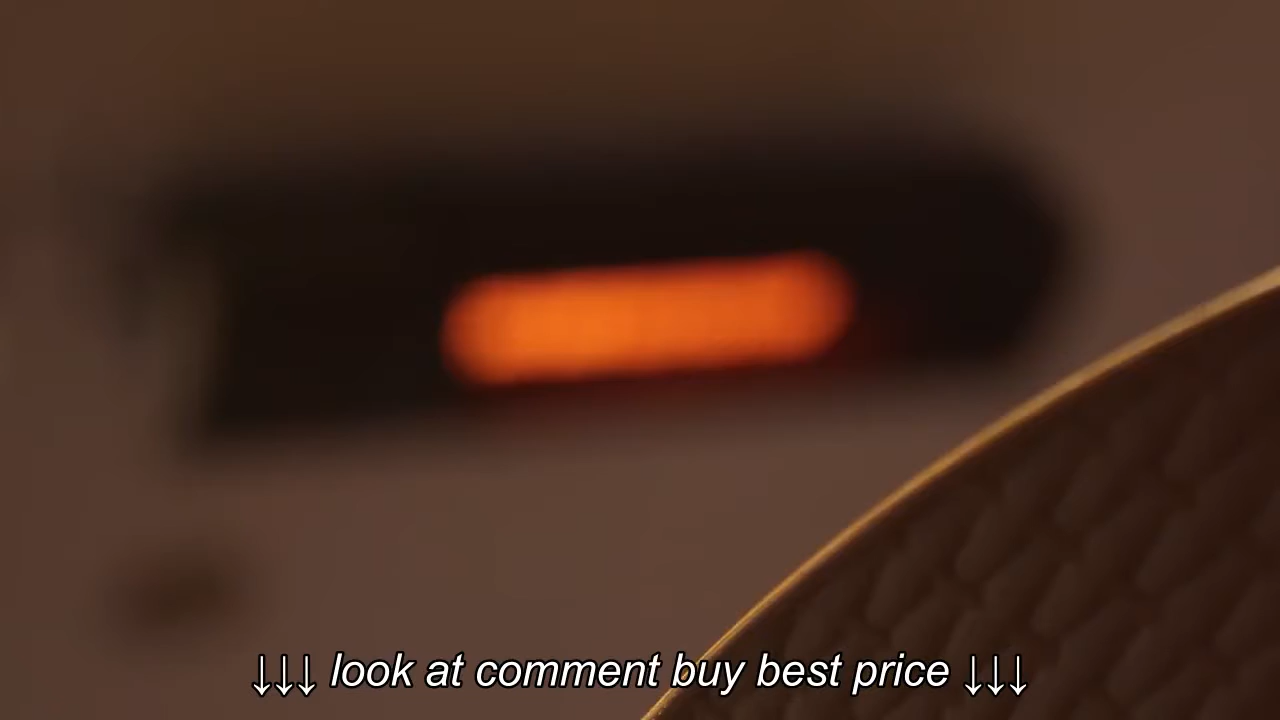 ↓↓↓ look at comment buy best price ↓↓↓